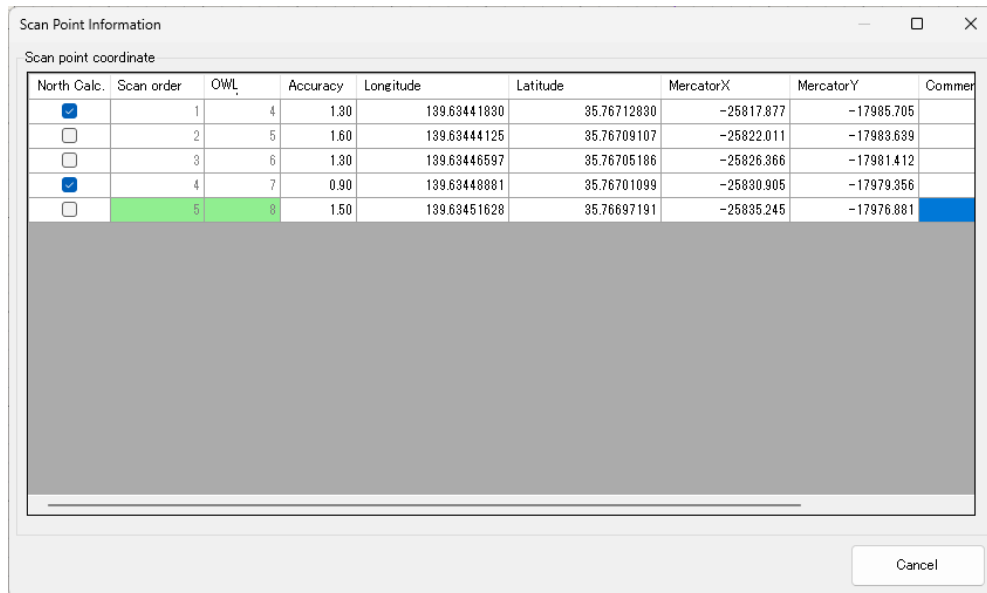 Scan Point Information
Scan point coordinate
North Calc. Scan order OWL Accuracy Longitude Latitude MercatorX MercatorY Commer
1 4 1.30 139.63441830 35.76712830 -25817.877 -17985.705
2 5 1.60 139.63444125 35.76709107 -25822.011 -17983.639
3 6 1.30 139.63446597 35.76705186 -25826.366 -17981.412
4 7 0.90 139.63448881 35.76701099 -25830.905 -17979.356
5 8 1.50 139.63451628 35.76697191 -25835.245 -17976.881
Cancel